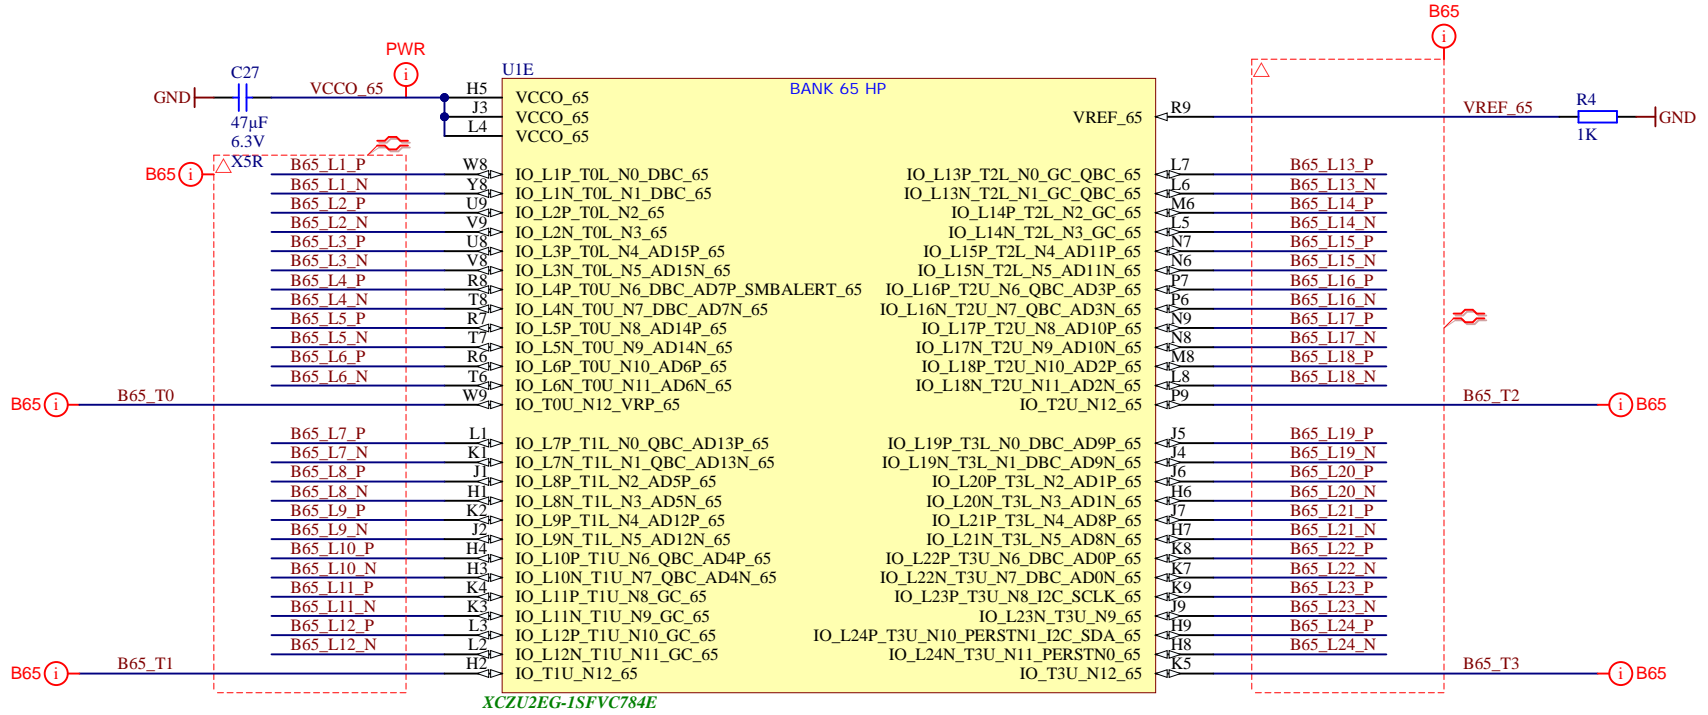 B65
i
PWR
i
U1E
BANK 65 HP
C27
GND
47µF
6.3V
X5R
VCCO_65
H5 VCCO_65
J3 VCCO_65
L4 VCCO_65
VREF_65 R9 VREF_65 R4 GND
1K
B65 i
B65_L1_P W8 IO_L1P_T0L_N0_DBC_65 IO_L13P_T2L_N0_GC_QBC_65 L7 B65_L13_P
B65_L1_N Y8 IO_L1N_T0L_N1_DBC_65 IO_L13N_T2L_N1_GC_QBC_65 L6 B65_L13_N
B65_L2_P U9 IO_L2P_T0L_N2_65 IO_L14P_T2L_N2_GC_65 M6 B65_L14_P
B65_L2_N V9 IO_L2N_T0L_N3_65 IO_L14N_T2L_N3_GC_65 L5 B65_L14_N
B65_L3_P U8 IO_L3P_T0L_N4_AD15P_65 IO_L15P_T2L_N4_AD11P_65 N7 B65_L15_P
B65_L3_N V8 IO_L3N_T0L_N5_AD15N_65 IO_L15N_T2L_N5_AD11N_65 N6 B65_L15_N
B65_L4_P R8 IO_L4P_T0U_N6_DBC_AD7P_SMBALERT_65 IO_L16P_T2U_N6_QBC_AD3P_65 P7 B65_L16_P
B65_L4_N T8 IO_L4N_T0U_N7_DBC_AD7N_65 IO_L16N_T2U_N7_QBC_AD3N_65 P6 B65_L16_N
B65_L5_P R7 IO_L5P_T0U_N8_AD14P_65 IO_L17P_T2U_N8_AD10P_65 N9 B65_L17_P
B65_L5_N T7 IO_L5N_T0U_N9_AD14N_65 IO_L17N_T2U_N9_AD10N_65 N8 B65_L17_N
B65_L6_P R6 IO_L6P_T0U_N10_AD6P_65 IO_L18P_T2U_N10_AD2P_65 M8 B65_L18_P
B65_L6_N T6 IO_L6N_T0U_N11_AD6N_65 IO_L18N_T2U_N11_AD2N_65 L8 B65_L18_N
B65 i B65_T0 W9 IO_T0U_N12_VRP_65 IO_T2U_N12_65 P9 B65_T2 i B65
B65_L7_P L1 IO_L7P_T1L_N0_QBC_AD13P_65 IO_L19P_T3L_N0_DBC_AD9P_65 J5 B65_L19_P
B65_L7_N K1 IO_L7N_T1L_N1_QBC_AD13N_65 IO_L19N_T3L_N1_DBC_AD9N_65 J4 B65_L19_N
B65_L8_P J1 IO_L8P_T1L_N2_AD5P_65 IO_L20P_T3L_N2_AD1P_65 J6 B65_L20_P
B65_L8_N H1 IO_L8N_T1L_N3_AD5N_65 IO_L20N_T3L_N3_AD1N_65 H6 B65_L20_N
B65_L9_P K2 IO_L9P_T1L_N4_AD12P_65 IO_L21P_T3L_N4_AD8P_65 J7 B65_L21_P
B65_L9_N J2 IO_L9N_T1L_N5_AD12N_65 IO_L21N_T3L_N5_AD8N_65 H7 B65_L21_N
B65_L10_P H4 IO_L10P_T1U_N6_QBC_AD4P_65 IO_L22P_T3U_N6_DBC_AD0P_65 K8 B65_L22_P
B65_L10_N H3 IO_L10N_T1U_N7_QBC_AD4N_65 IO_L22N_T3U_N7_DBC_AD0N_65 K7 B65_L22_N
B65_L11_P K4 IO_L11P_T1U_N8_GC_65 IO_L23P_T3U_N8_I2C_SCLK_65 K9 B65_L23_P
B65_L11_N K3 IO_L11N_T1U_N9_GC_65 IO_L23N_T3U_N9_65 J9 B65_L23_N
B65_L12_P L3 IO_L12P_T1U_N10_GC_65 IO_L24P_T3U_N10_PERSTN1_I2C_SDA_65 H9 B65_L24_P
B65_L12_N L2 IO_L12N_T1U_N11_GC_65 IO_L24N_T3U_N11_PERSTN0_65 H8 B65_L24_N
B65 i B65_T1 H2 IO_T1U_N12_65 IO_T3U_N12_65 K5 B65_T3 i B65
XCZU2EG-1SFVC784E